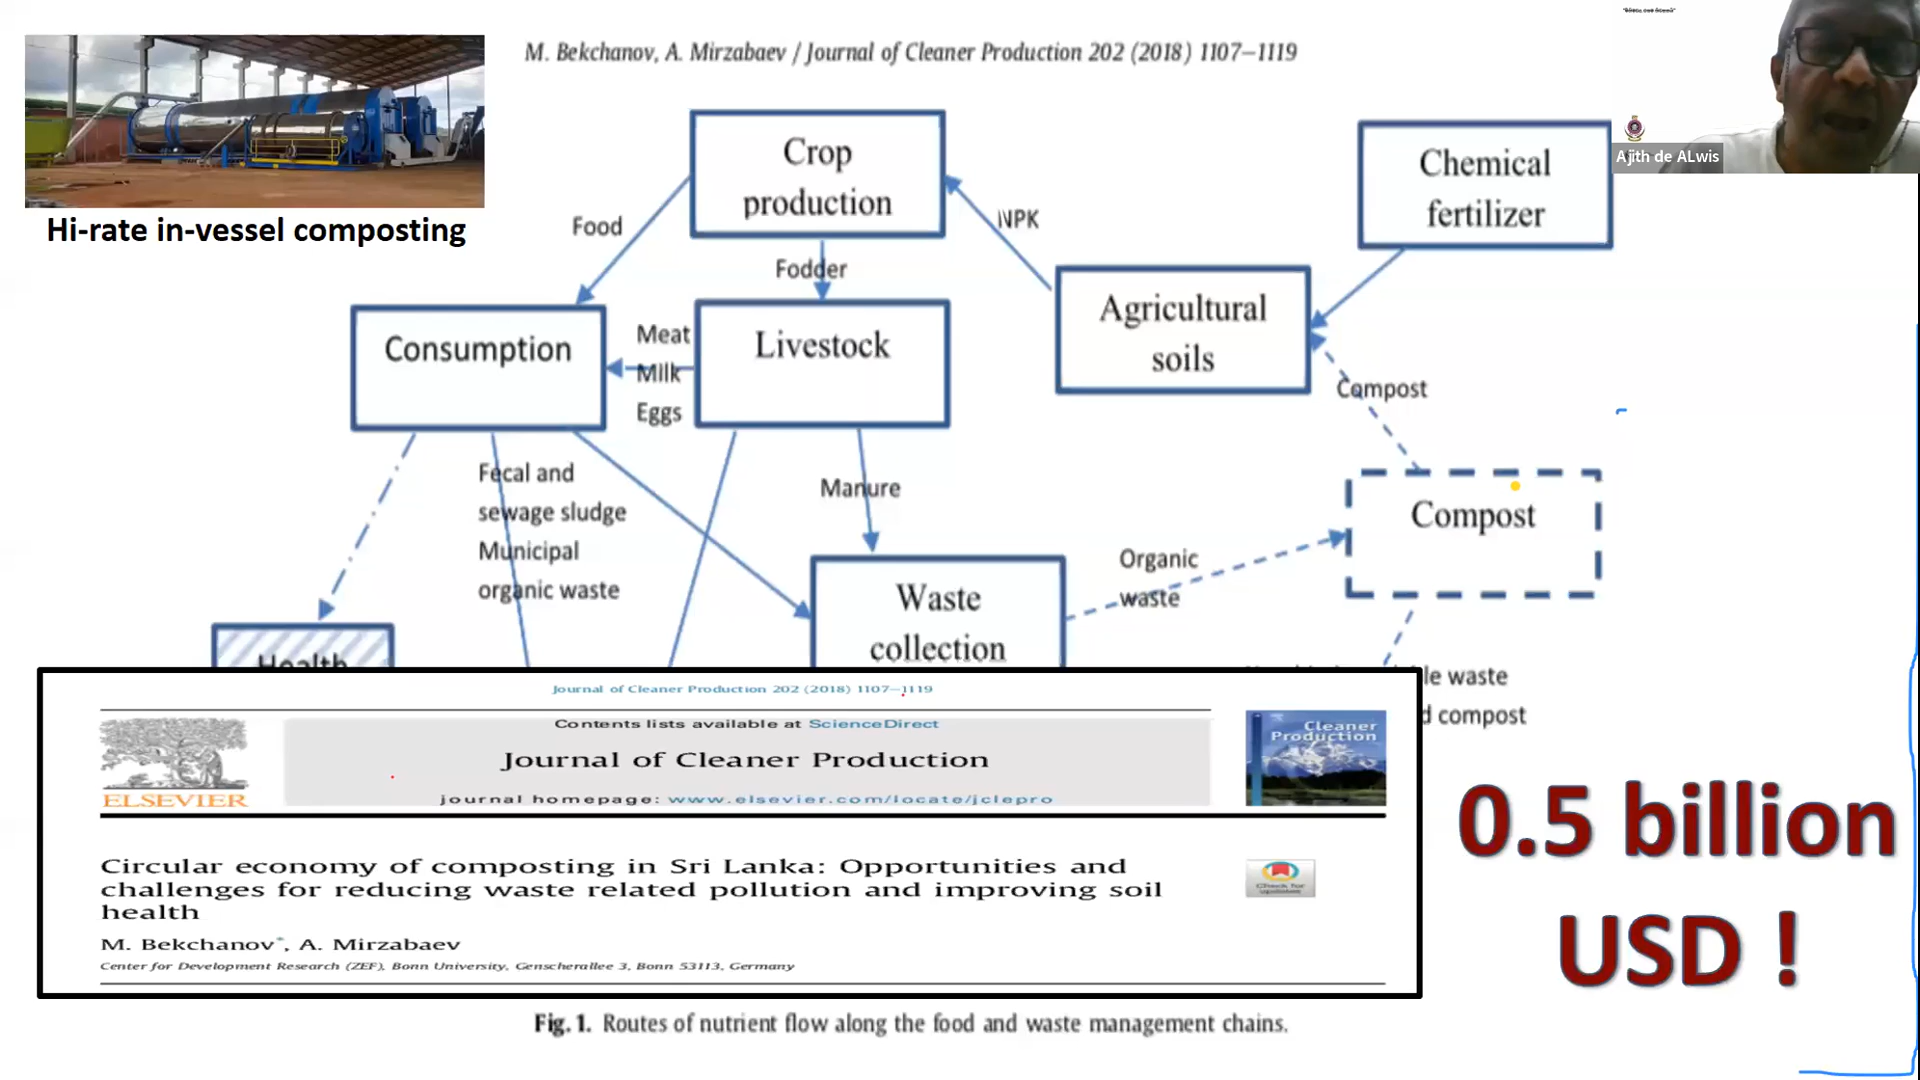 M. Bekchanov, A. Mirzabaev / Journal of Cleaner Production 202 (2018) 1107–1119
Ajith de ALwis
Hi-rate in-vessel composting
Crop
production
Chemical
fertilizer
Food
NPK
Fodder
Agricultural
soils
Consumption
Meat
Milk
Eggs
Livestock
Compost
Fecal and
sewage sludge
Municipal
organic waste
Manure
Compost
Organic
waste
Waste
collection
Health
le waste
d compost
Journal of Cleaner Production 202 (2018) 1107–1119
Contents lists available at ScienceDirect
Journal of Cleaner Production
journal homepage: www.elsevier.com/locate/jclepro
ELSEVIER
Cleaner
Production
Circular economy of composting in Sri Lanka: Opportunities and
challenges for reducing waste related pollution and improving soil
health
Check for
updates
M. Bekchanov*, A. Mirzabaev
Center for Development Research (ZEF), Bonn University, Genscherallee 3, Bonn 53113, Germany
0.5 billion
USD !
Fig. 1. Routes of nutrient flow along the food and waste management chains.